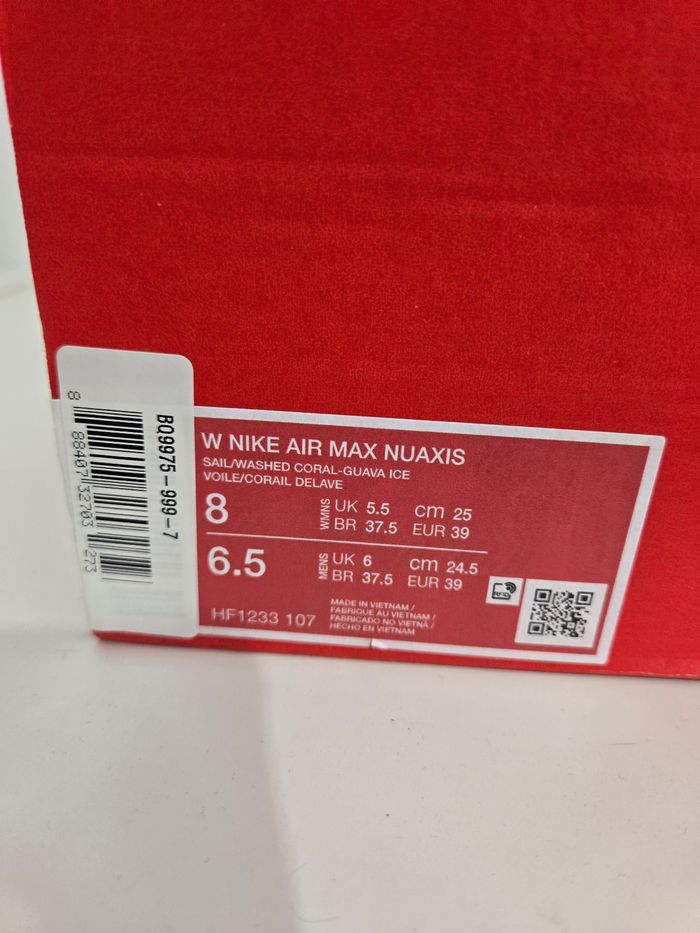 BQ9975-999-7
8 88407 32703 273
W NIKE AIR MAX NUAXIS
SAIL/WASHED CORAL-GUAVA ICE
VOILE/CORAIL DELAVE
8 WMNS UK 5.5 cm 25
BR 37.5 EUR 39
6.5 MENS UK 6 cm 24.5
BR 37.5 EUR 39
HF1233 107
MADE IN VIETNAM /
FABRIQUE AU VIETNAM /
FABRICADO NO VIETNÃ /
HECHO EN VIETNAM
RFID